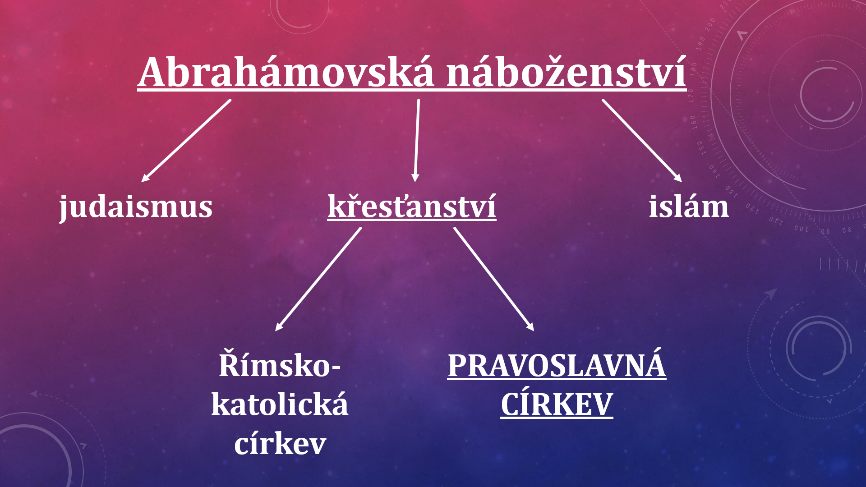 Abrahámovská náboženství
judaismus
křesťanství
islám
Římsko-
katolická
církev
PRAVOSLAVNÁ
CÍRKEV